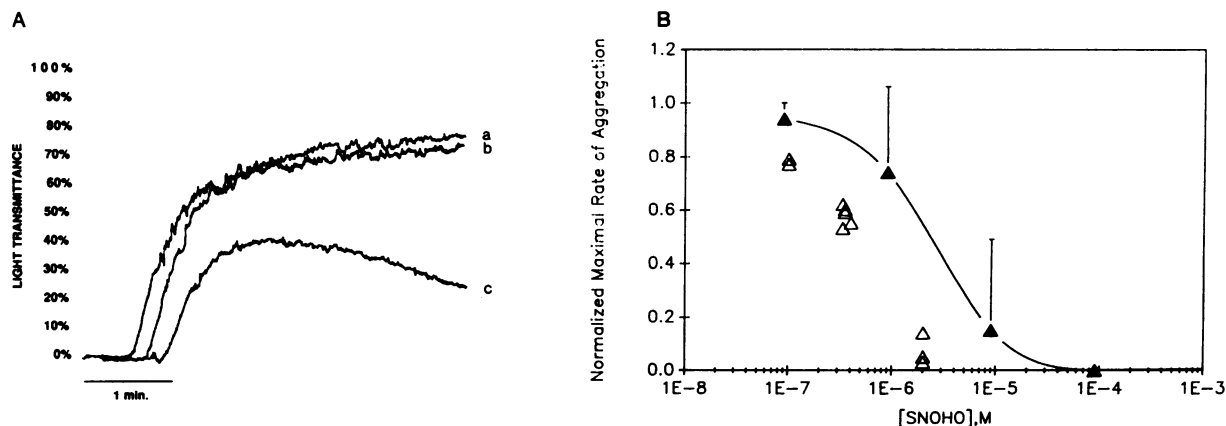 A
100%
90%
80%
70%
60%
50%
40%
30%
20%
10%
0%
LIGHT TRANSMITTANCE
a
b
c
1 min.
B
Normalized Maximal Rate of Aggregation
1.2
1.0
0.8
0.6
0.4
0.2
0.0
1E-8
1E-7
1E-6
1E-5
1E-4
1E-3
[SNOHO],M